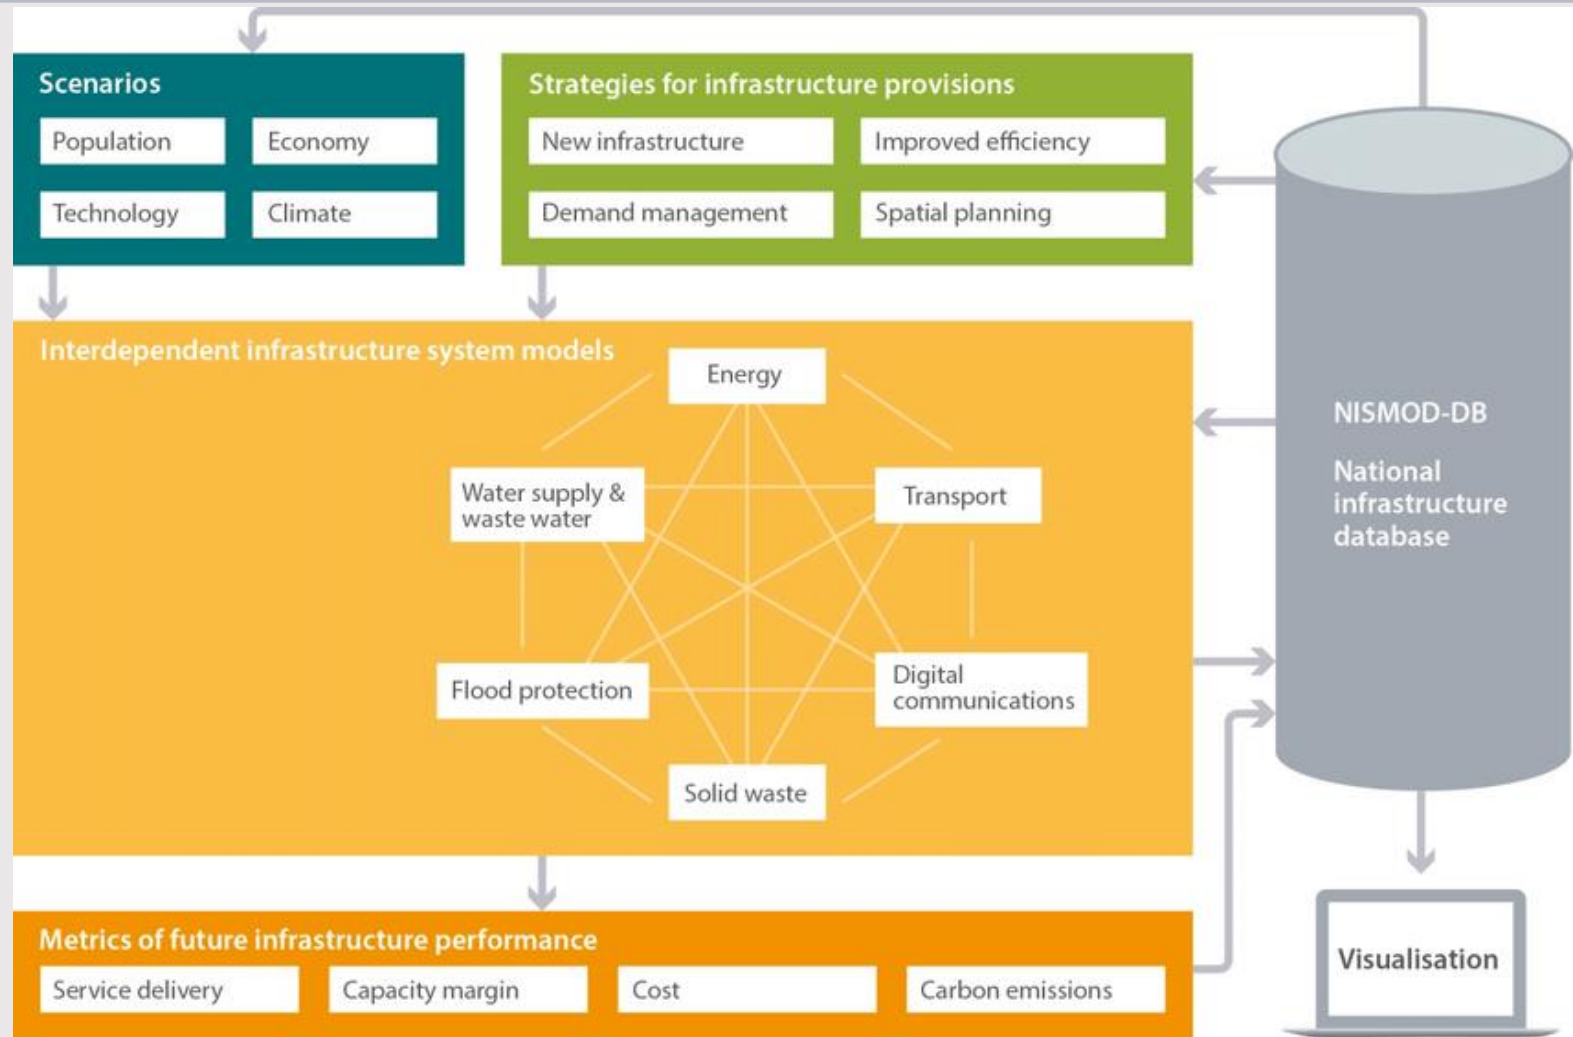 Scenarios
Population
Economy
Technology
Climate
Strategies for infrastructure provisions
New infrastructure
Improved efficiency
Demand management
Spatial planning
Interdependent infrastructure system models
Energy
Water supply &
waste water
Transport
Flood protection
Digital
communications
Solid waste
NISMOD-DB
National
infrastructure
database
Metrics of future infrastructure performance
Service delivery
Capacity margin
Cost
Carbon emissions
Visualisation